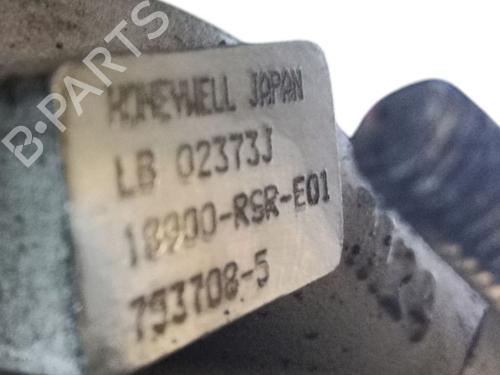 B-PARTS
HONEYWELL JAPAN
LB 02373J
18900-RSR-E01
793708-5